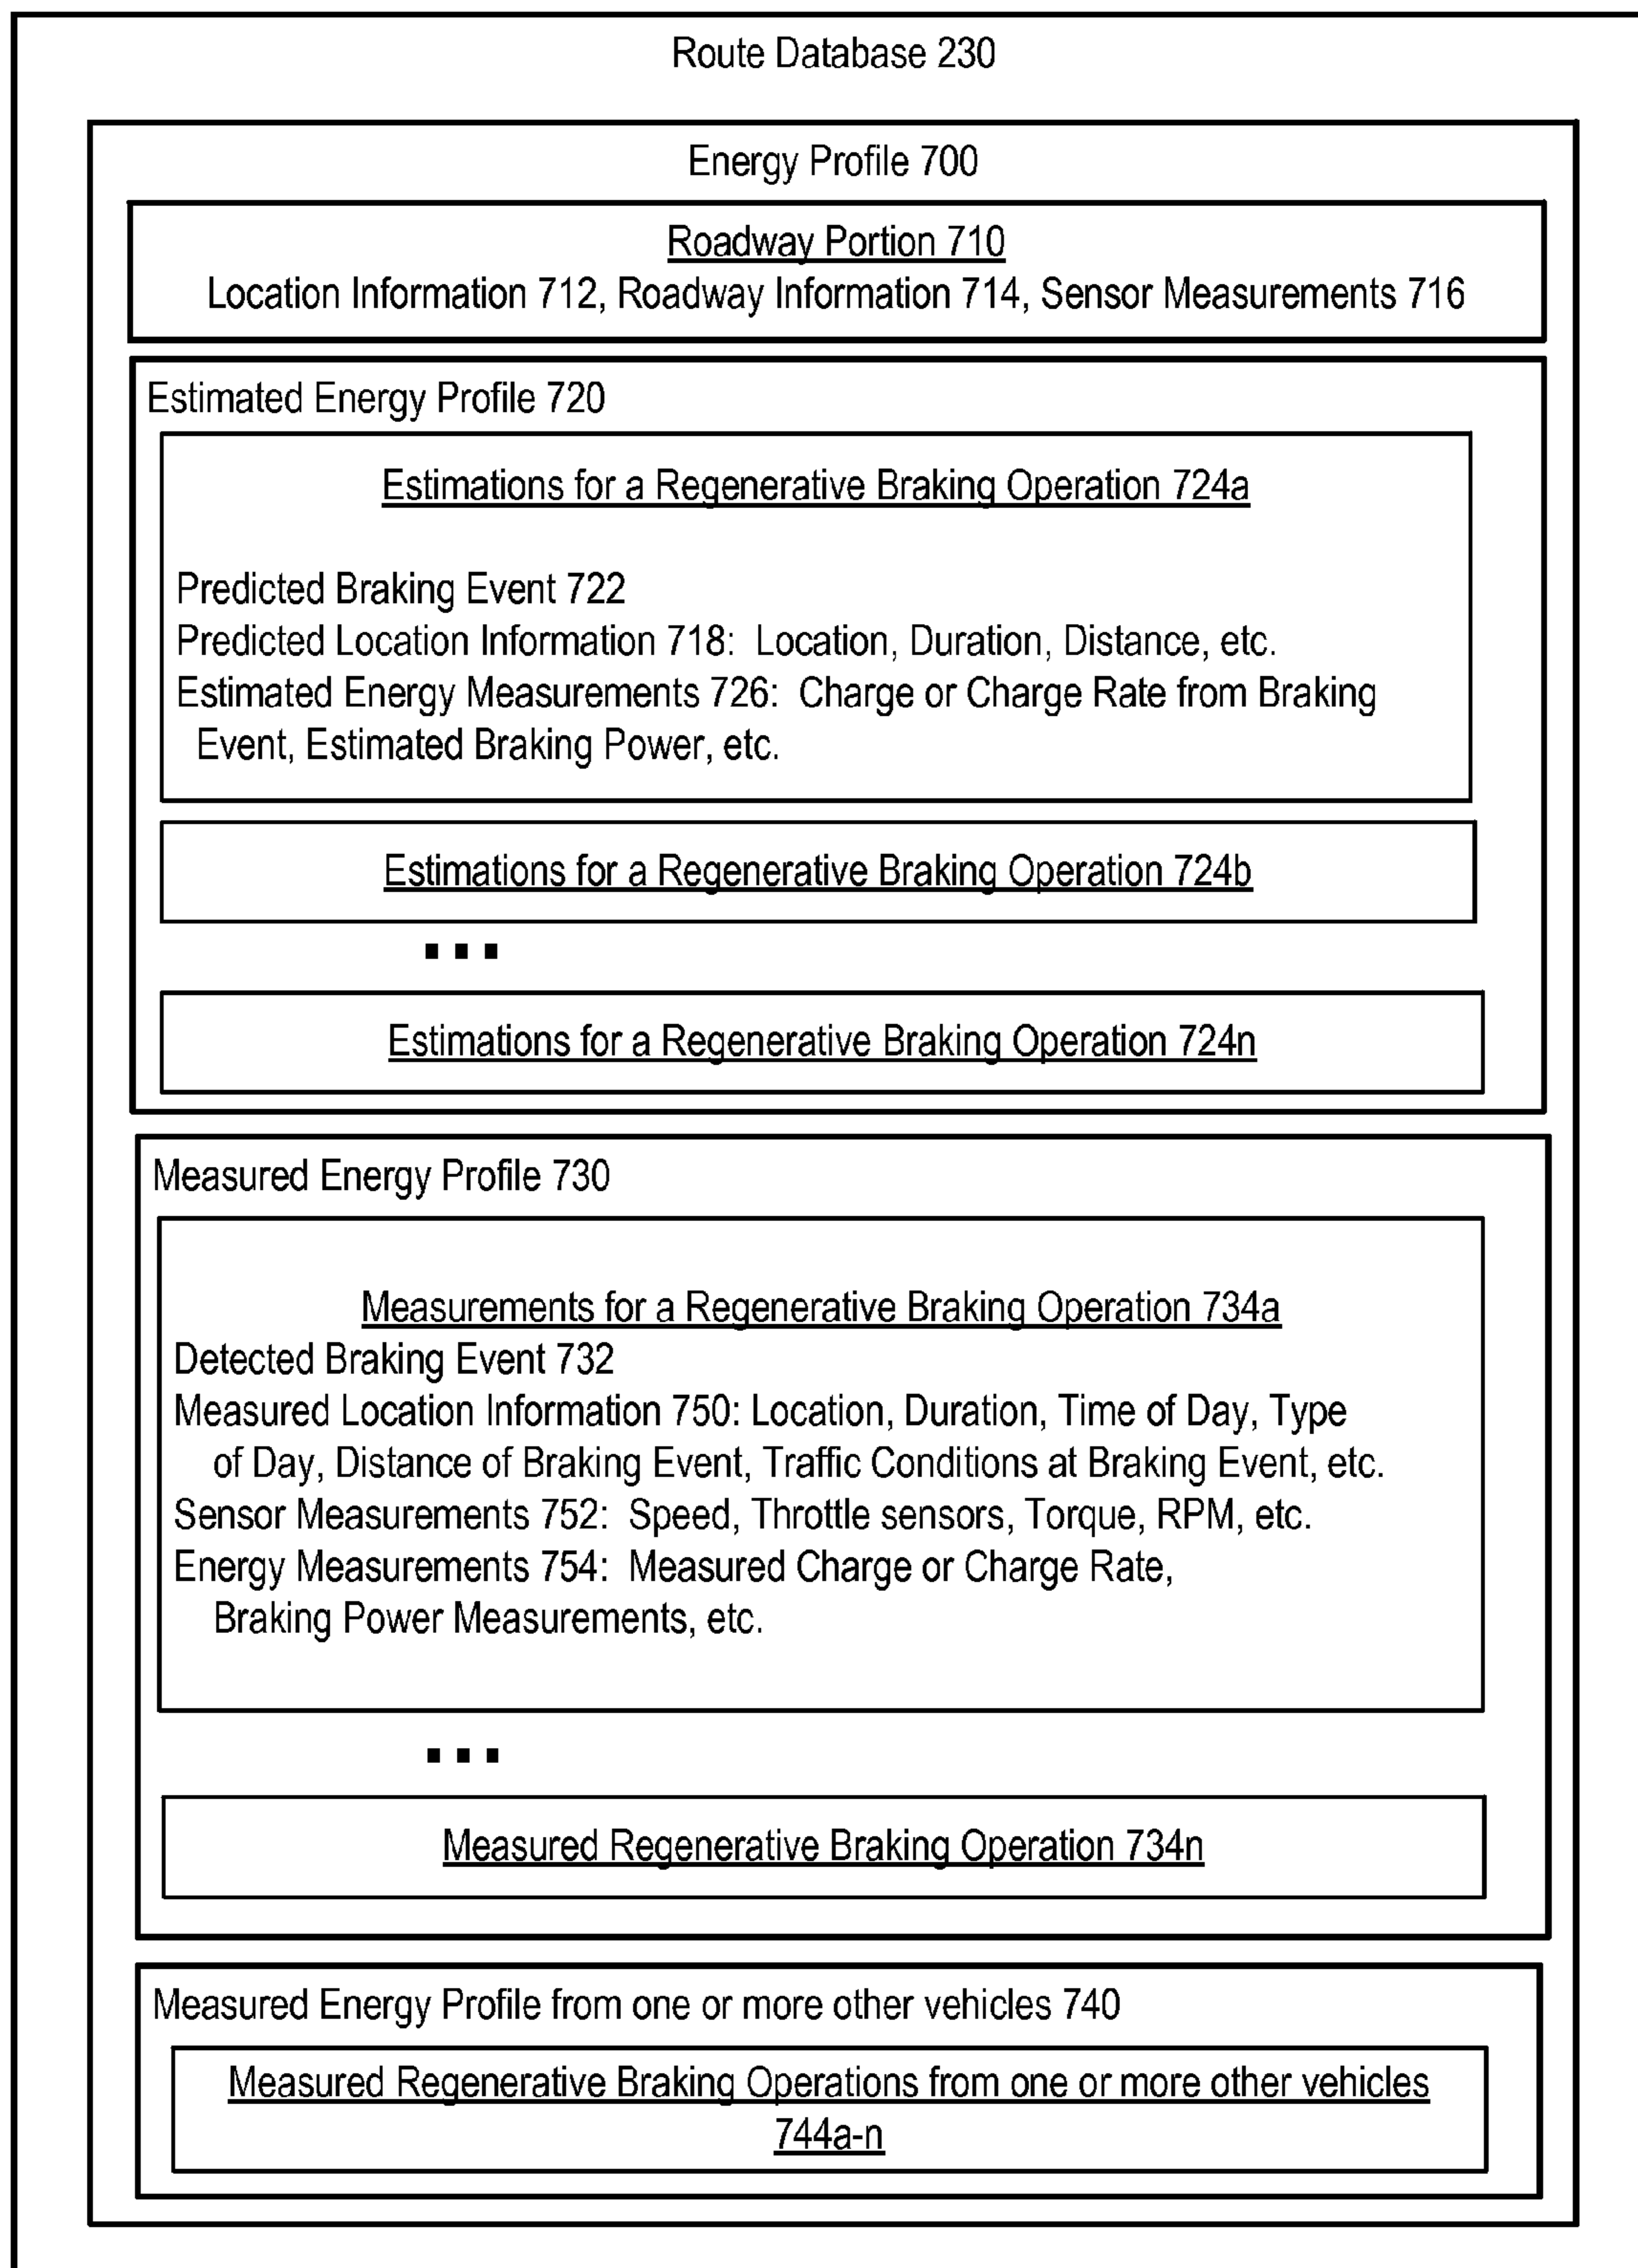 Route Database 230
Energy Profile 700
Roadway Portion 710
Location Information 712, Roadway Information 714, Sensor Measurements 716
Estimated Energy Profile 720
Estimations for a Regenerative Braking Operation 724a
Predicted Braking Event 722
Predicted Location Information 718: Location, Duration, Distance, etc.
Estimated Energy Measurements 726: Charge or Charge Rate from Braking
Event, Estimated Braking Power, etc.
Estimations for a Regenerative Braking Operation 724b
...
Estimations for a Regenerative Braking Operation 724n
Measured Energy Profile 730
Measurements for a Regenerative Braking Operation 734a
Detected Braking Event 732
Measured Location Information 750: Location, Duration, Time of Day, Type
of Day, Distance of Braking Event, Traffic Conditions at Braking Event, etc.
Sensor Measurements 752: Speed, Throttle sensors, Torque, RPM, etc.
Energy Measurements 754: Measured Charge or Charge Rate,
Braking Power Measurements, etc.
...
Measured Regenerative Braking Operation 734n
Measured Energy Profile from one or more other vehicles 740
Measured Regenerative Braking Operations from one or more other vehicles
744a-n